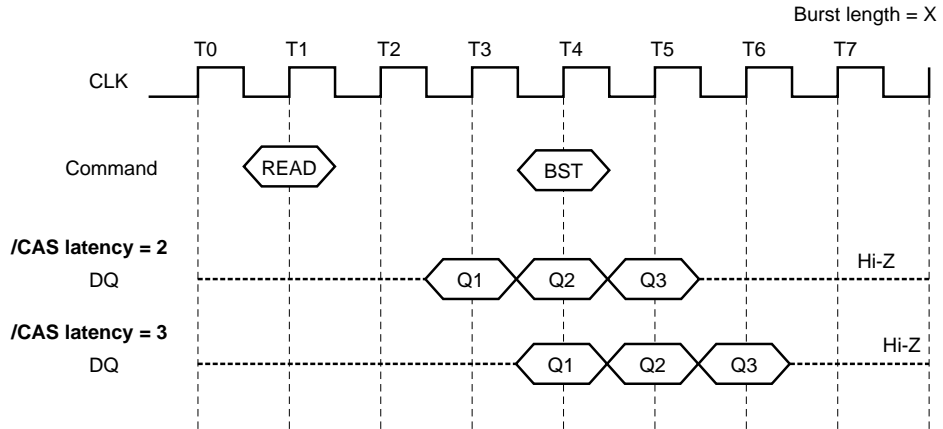 Burst length = X
T0 T1 T2 T3 T4 T5 T6 T7
CLK
Command READ BST
/CAS latency = 2
DQ Q1 Q2 Q3 Hi-Z
/CAS latency = 3
DQ Q1 Q2 Q3 Hi-Z